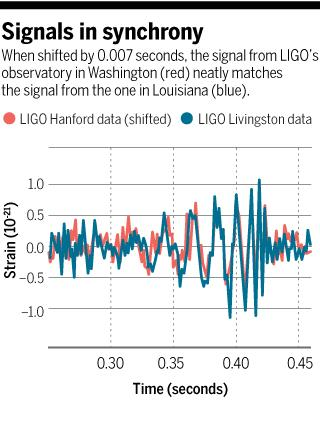 Signals in synchrony
When shifted by 0.007 seconds, the signal from LIGO's
observatory in Washington (red) neatly matches
the signal from the one in Louisiana (blue).
LIGO Hanford data (shifted) LIGO Livingston data
Strain (10⁻²¹)
1.0
0.5
0.0
–0.5
–1.0
0.30 0.35 0.40 0.45
Time (seconds)